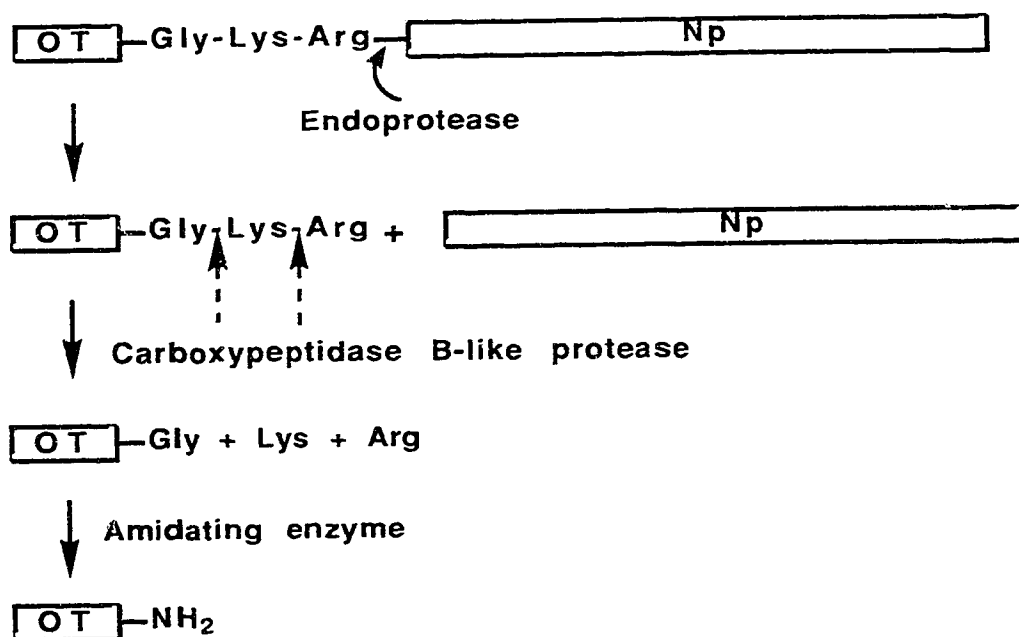 OT–Gly-Lys-Arg– Np
Endoprotease
OT–Gly-Lys-Arg + Np
Carboxypeptidase B-like protease
OT–Gly + Lys + Arg
Amidating enzyme
OT–NH₂